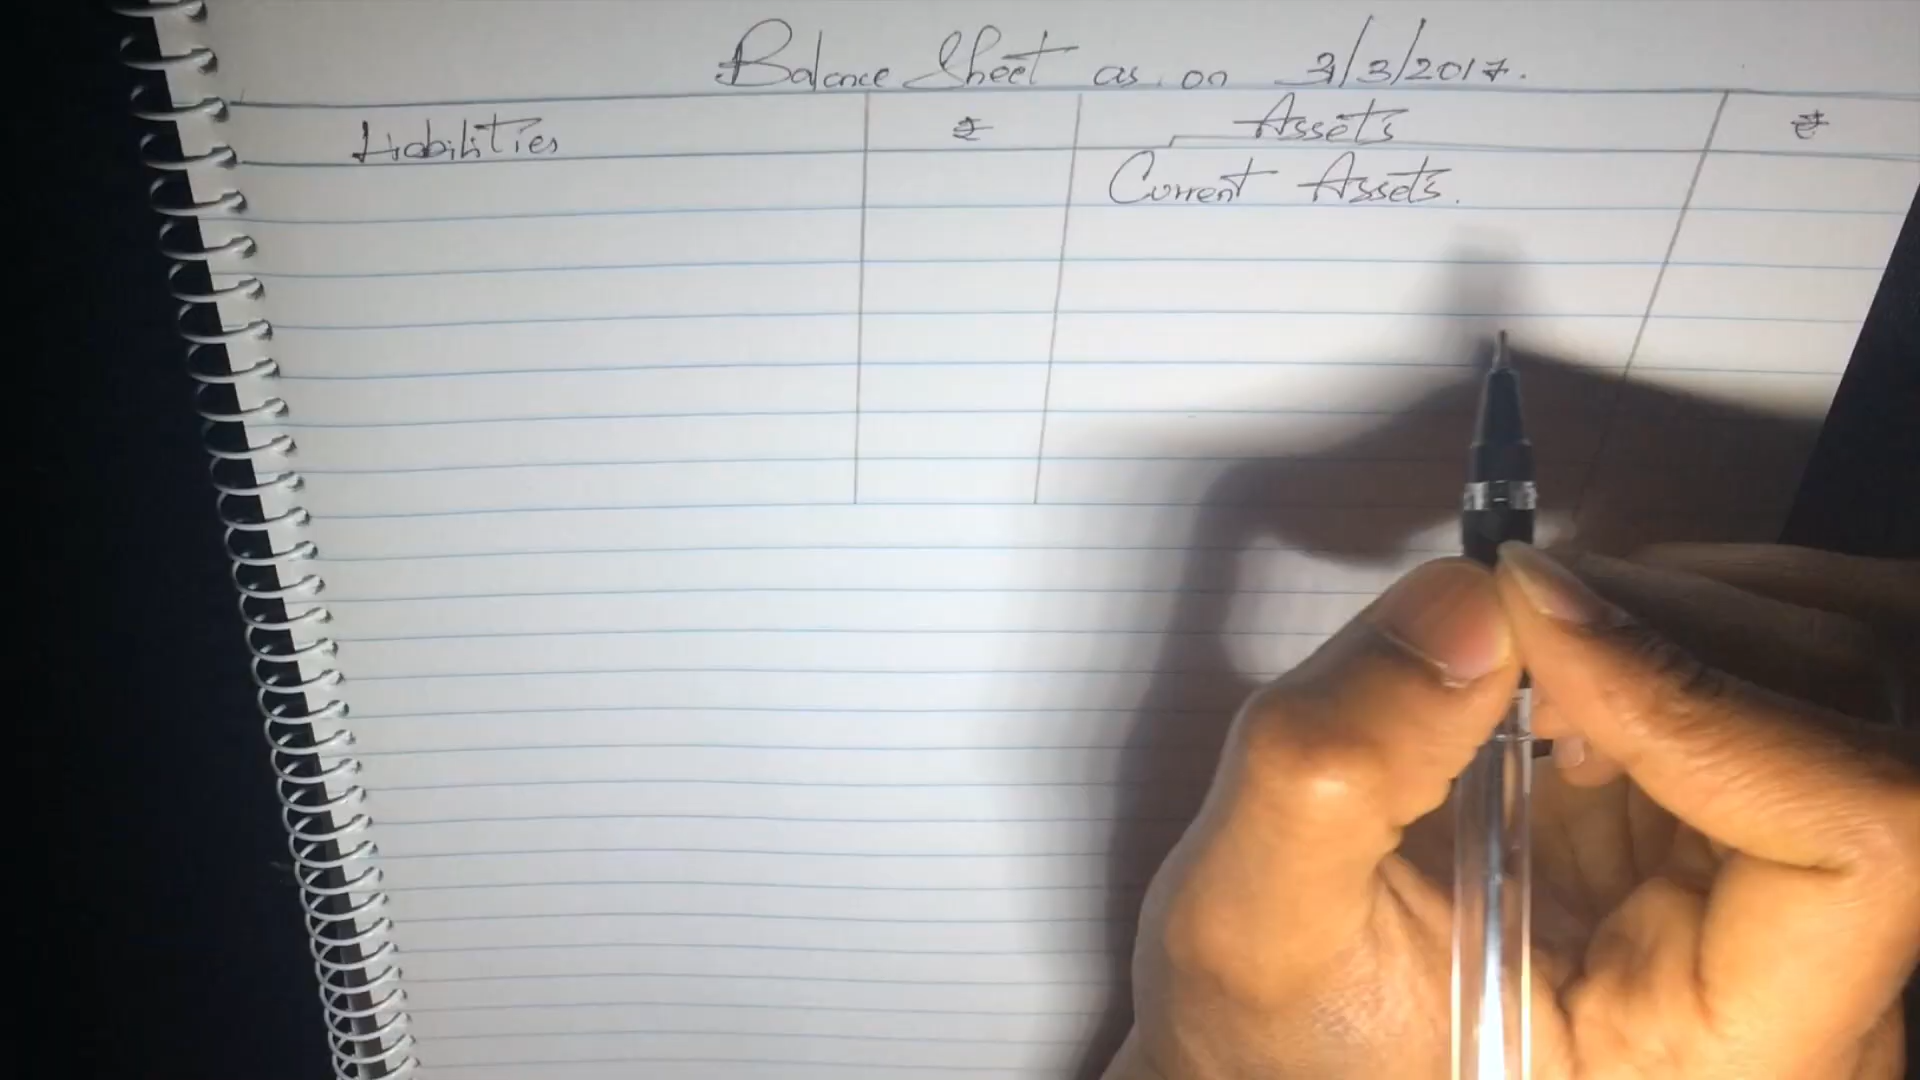 Balance Sheet as on 31/3/2017.
Liabilities ₹ Assets ₹
Current Assets.